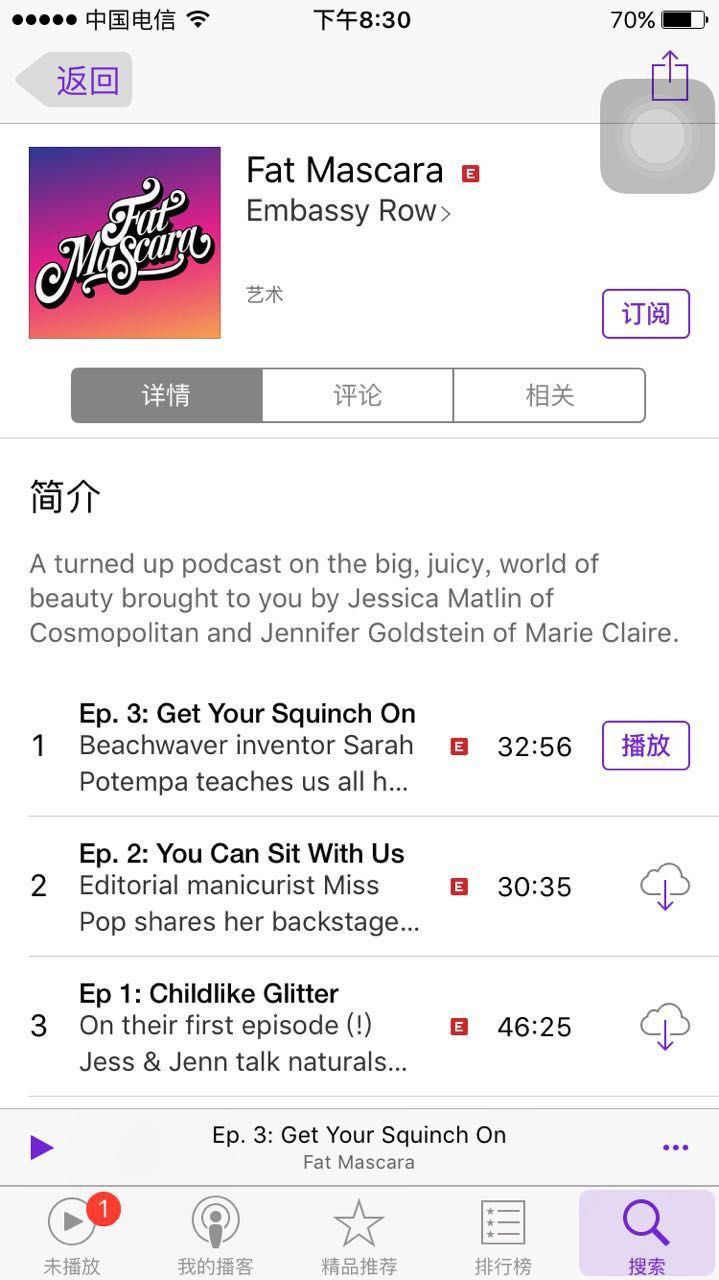 中国电信 下午8:30 70%
返回
Fat Mascara
Fat Mascara E
Embassy Row
艺术
订阅
详情 评论 相关
简介
A turned up podcast on the big, juicy, world of
beauty brought to you by Jessica Matlin of
Cosmopolitan and Jennifer Goldstein of Marie Claire.
1 Ep. 3: Get Your Squinch On
Beachwaver inventor Sarah E 32:56 播放
Potempa teaches us all h...
Ep. 2: You Can Sit With Us
2 Editorial manicurist Miss E 30:35
Pop shares her backstage...
Ep 1: Childlike Glitter
3 On their first episode (!) E 46:25
Jess & Jenn talk naturals...
Ep. 3: Get Your Squinch On
Fat Mascara
1
未播放 我的播客 精品推荐 排行榜 搜索